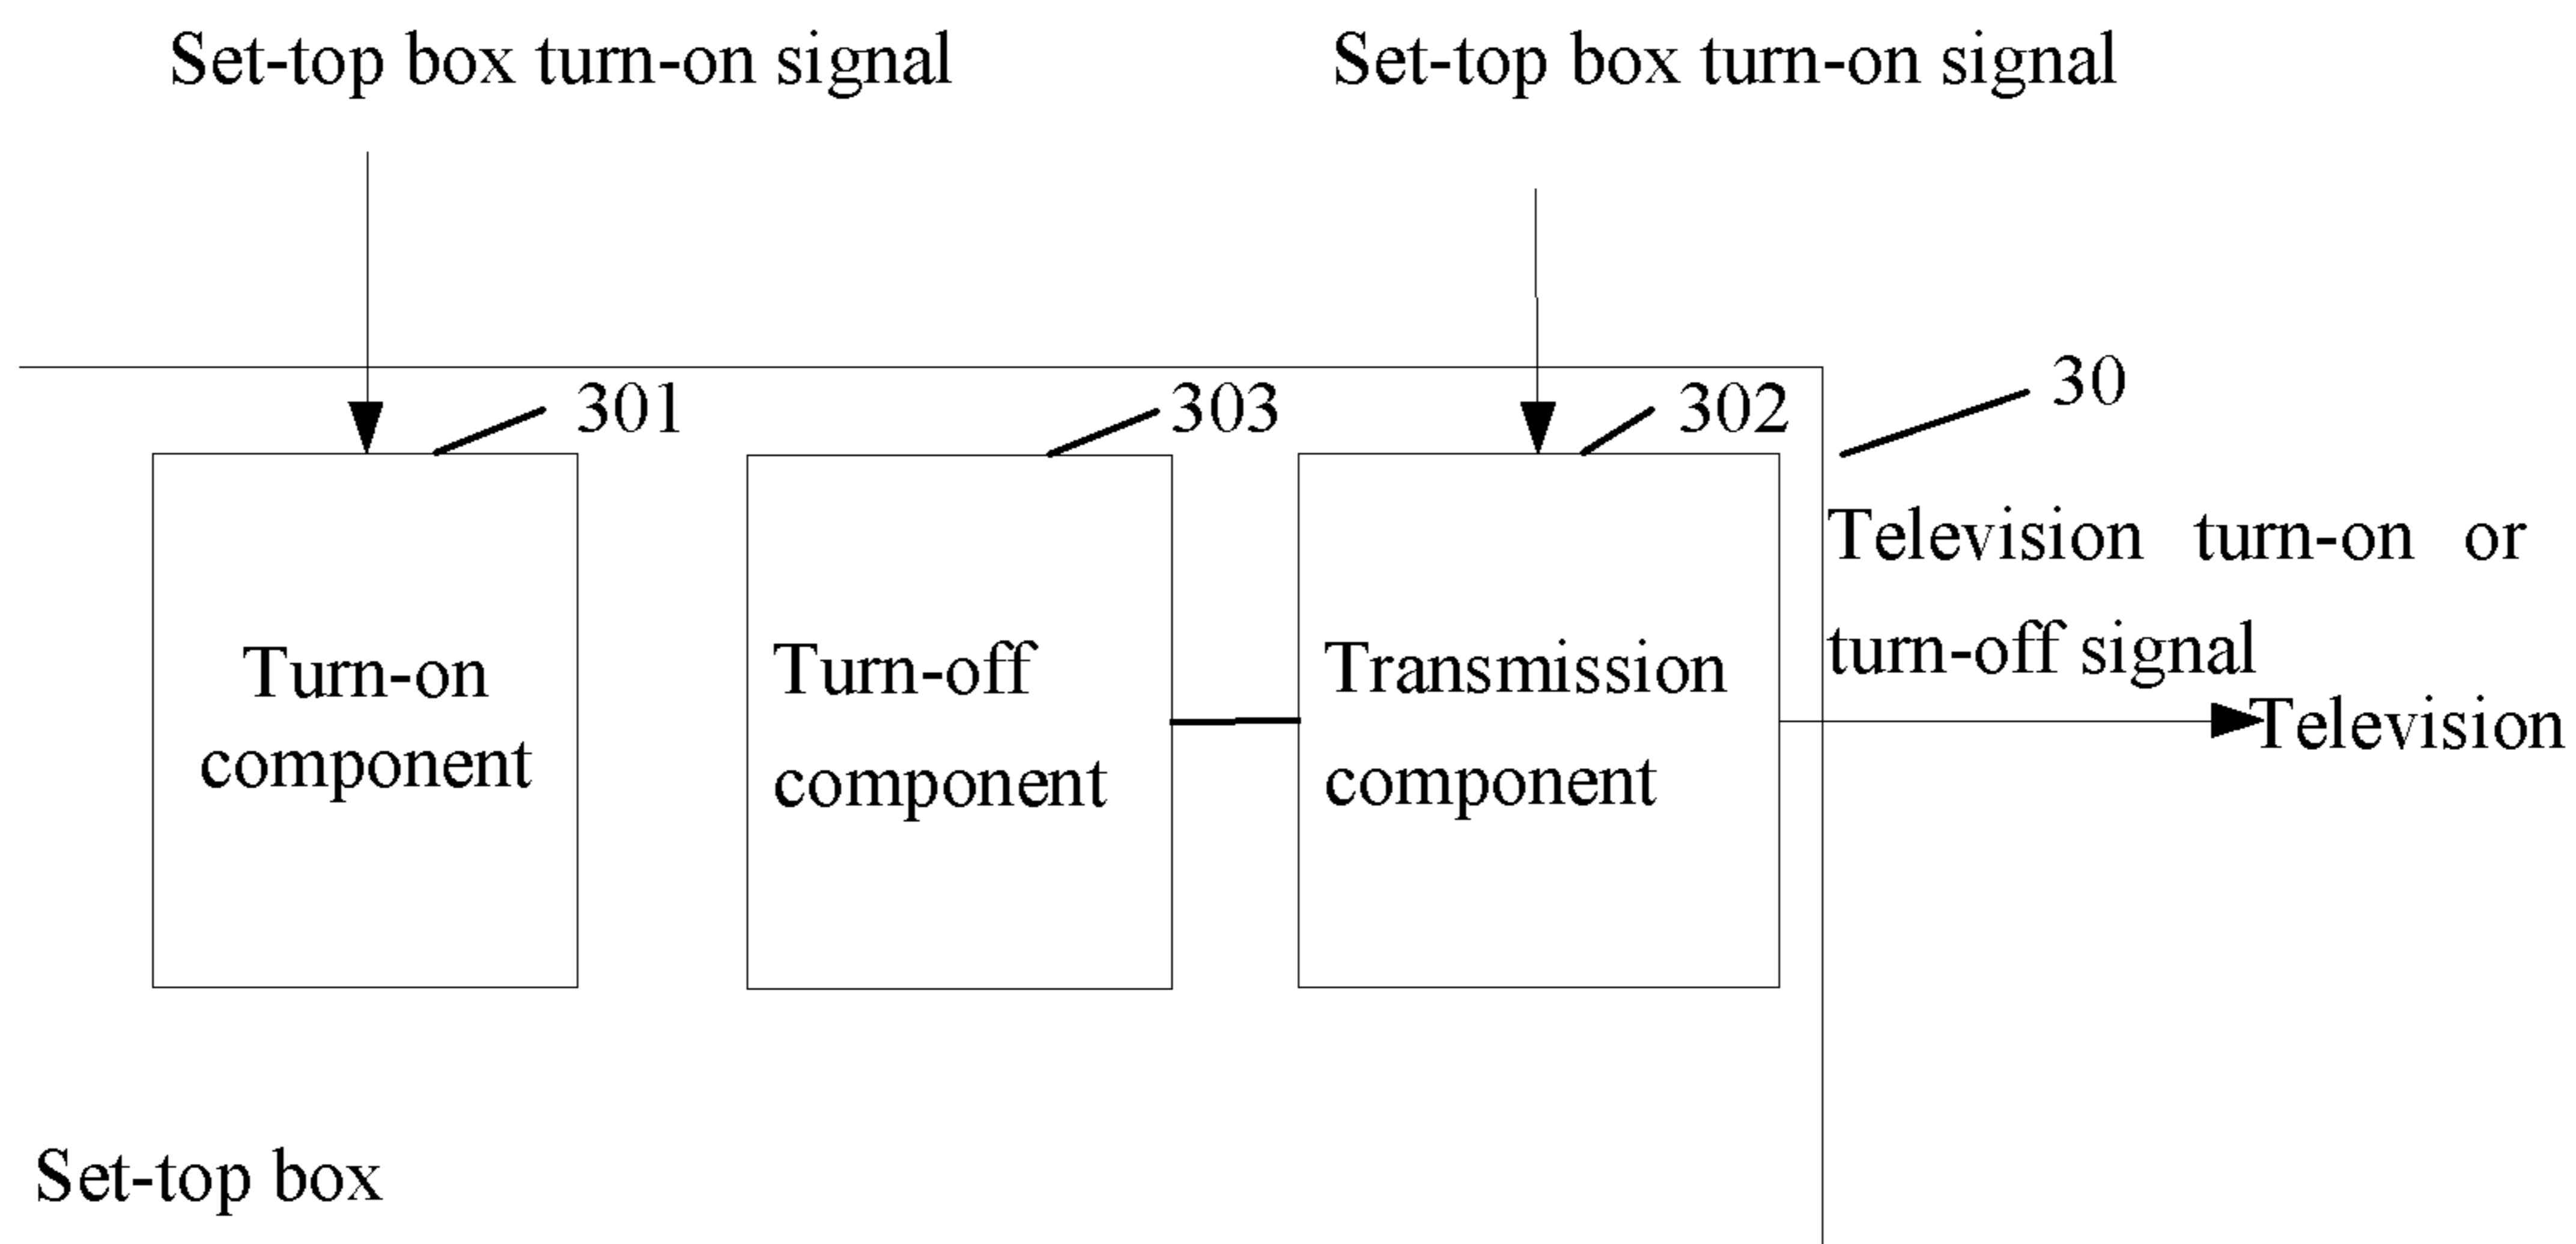 Set-top box turn-on signal
Set-top box turn-on signal
301
303
302
30
Television turn-on or
turn-off signal
Television
Turn-on
component
Turn-off
component
Transmission
component
Set-top box